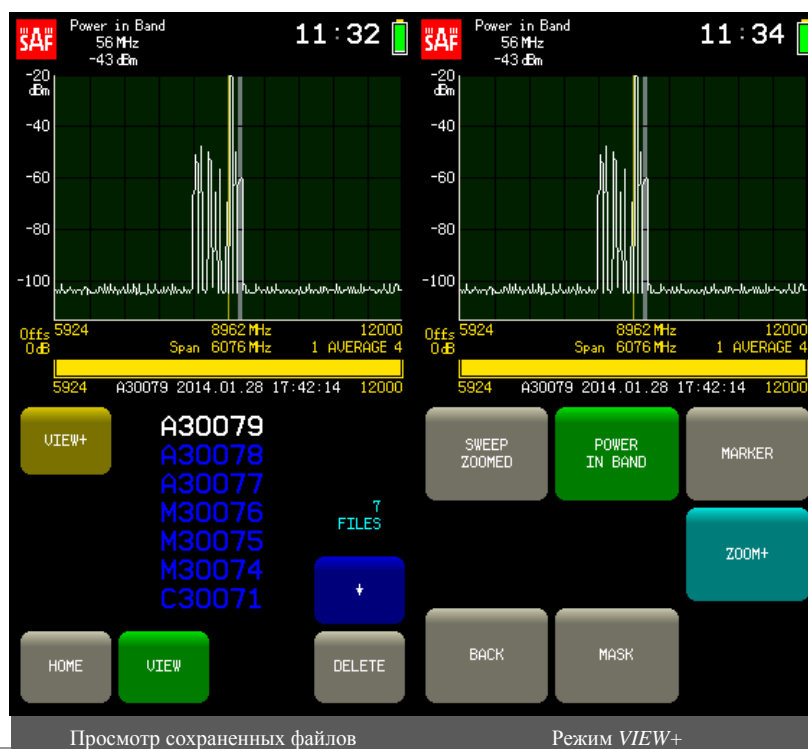 SAF
Power in Band
56 MHz
-43 dBm
11:32
-20
dBm
-40
-60
-80
-100
Offs
0 dB
5924 8962 MHz 12000
Span 6076 MHz 1 AVERAGE 4
5924 A30079 2014.01.28 17:42:14 12000
VIEW+
A30079
A30078
A30077
M30076
M30075
M30074
C30071
7
FILES
HOME
VIEW
DELETE
Просмотр сохраненных файлов
SAF
Power in Band
56 MHz
-43 dBm
11:34
-20
dBm
-40
-60
-80
-100
Offs
0 dB
5924 8962 MHz 12000
Span 6076 MHz 1 AVERAGE 4
5924 A30079 2014.01.28 17:42:14 12000
SWEEP
ZOOMED
POWER
IN BAND
MARKER
ZOOM+
BACK
MASK
Режим VIEW+